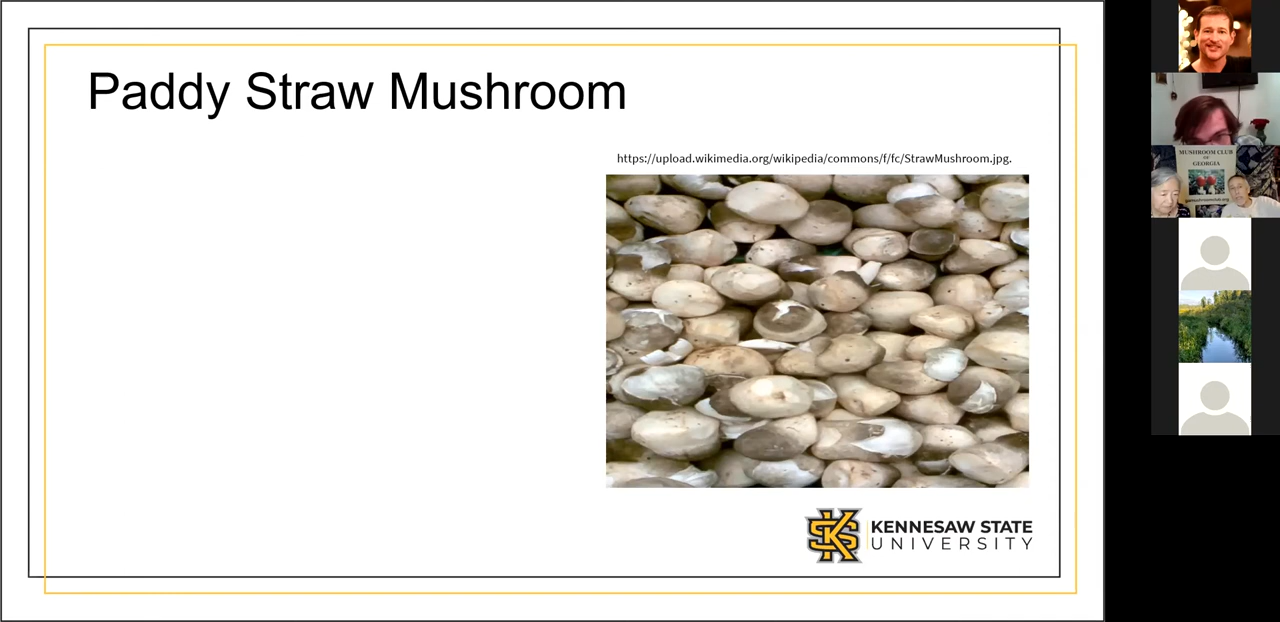 Paddy Straw Mushroom
https://upload.wikimedia.org/wikipedia/commons/f/fc/StrawMushroom.jpg.
KENNESAW STATE
UNIVERSITY
MUSHROOM CLUB
OF
GEORGIA